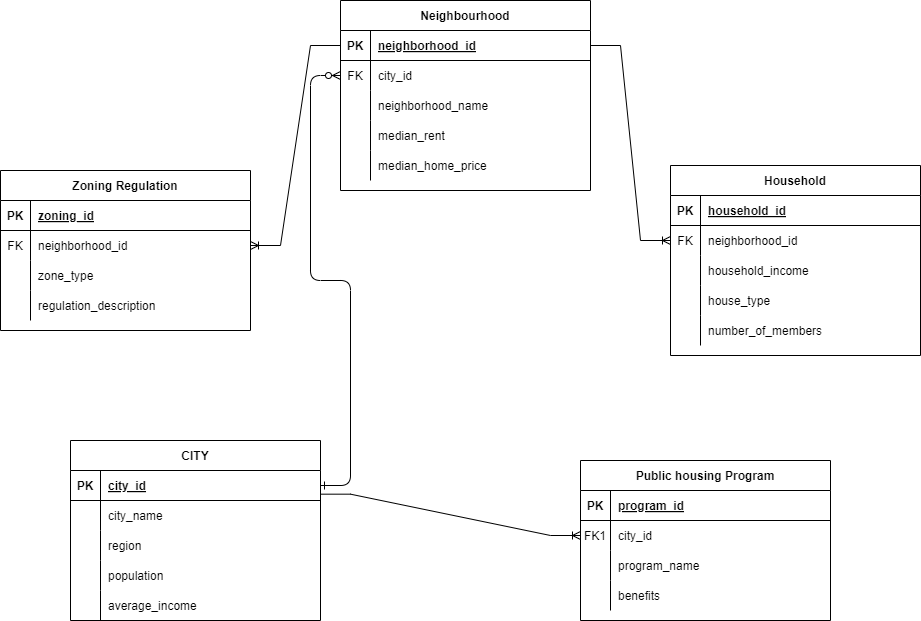 Neighbourhood
PK neighborhood_id
FK city_id
neighborhood_name
median_rent
median_home_price
Zoning Regulation
PK zoning_id
FK neighborhood_id
zone_type
regulation_description
Household
PK household_id
FK neighborhood_id
household_income
house_type
number_of_members
CITY
PK city_id
city_name
region
population
average_income
Public housing Program
PK program_id
FK1 city_id
program_name
benefits